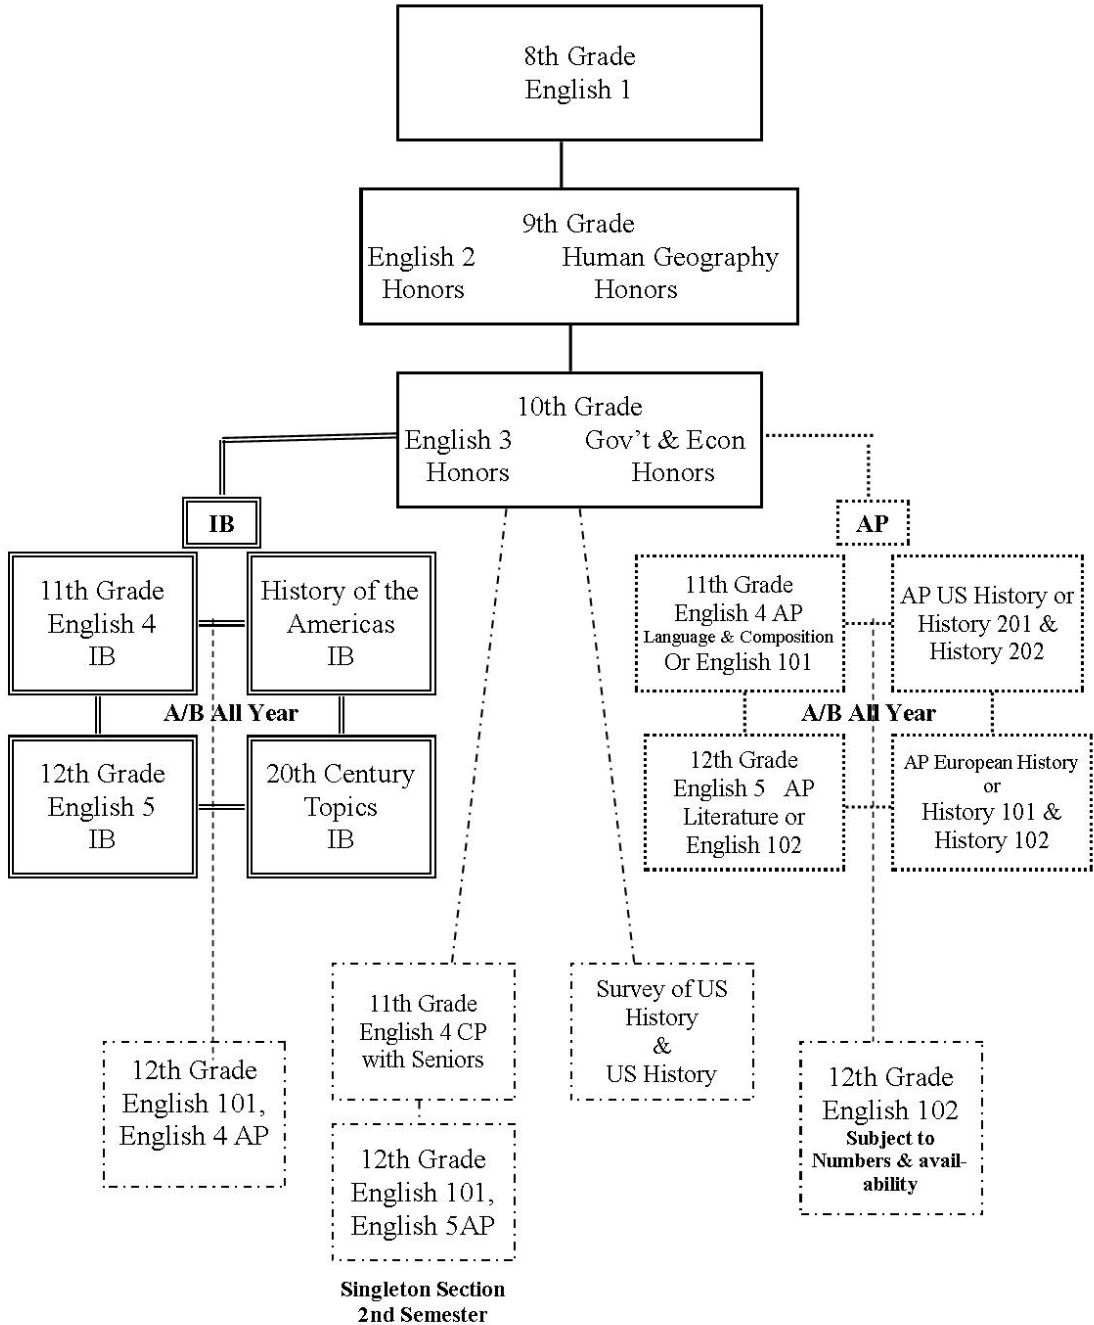 8th Grade
English 1
9th Grade
English 2 Human Geography
Honors Honors
10th Grade
English 3 Gov't & Econ
Honors Honors
IB
11th Grade
English 4
IB
History of the
Americas
IB
A/B All Year
12th Grade
English 5
IB
20th Century
Topics
IB
AP
11th Grade
English 4 AP
Language & Composition
Or English 101
AP US History or
History 201 &
History 202
A/B All Year
12th Grade
English 5 AP
Literature or
English 102
AP European History
or
History 101 &
History 102
11th Grade
English 4 CP
with Seniors
Survey of US
History
&
US History
12th Grade
English 101,
English 4 AP
12th Grade
English 101,
English 5AP
Singleton Section
2nd Semester
12th Grade
English 102
Subject to
Numbers & avail-
ability